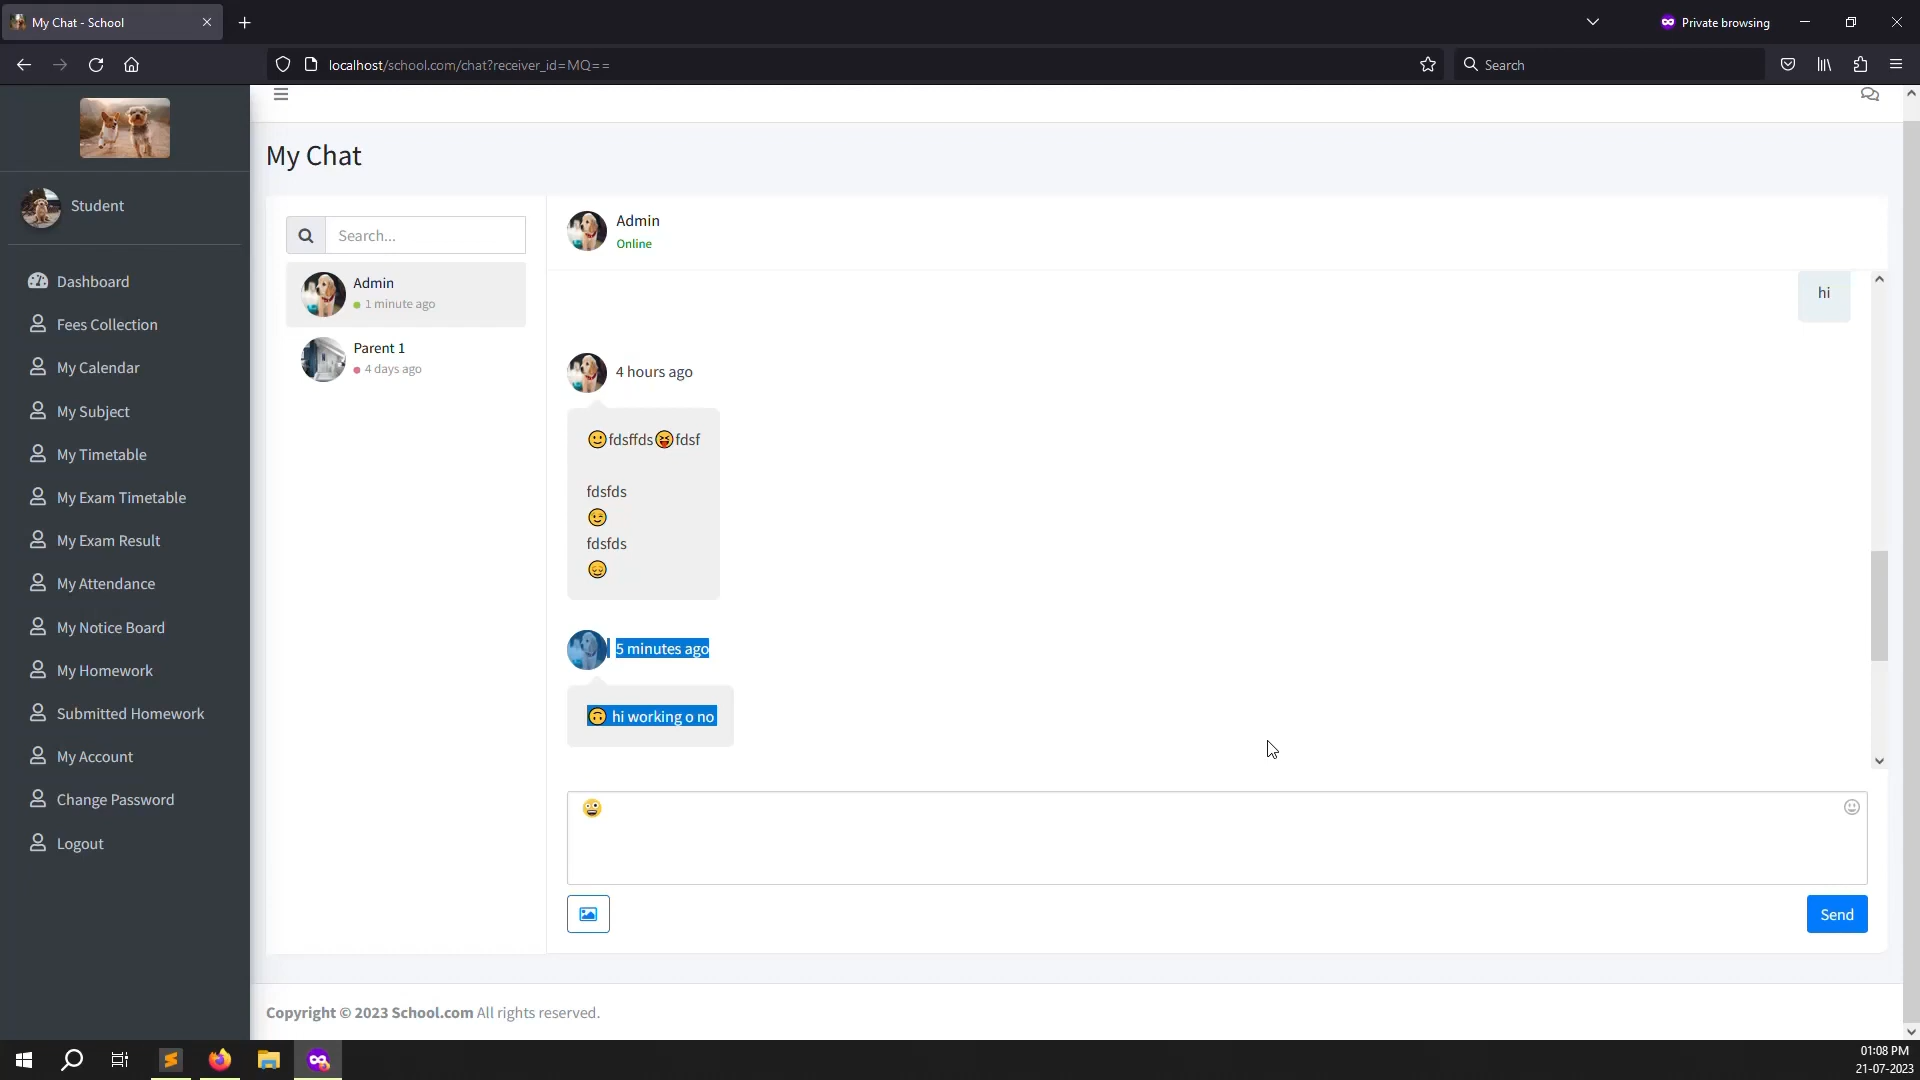 My Chat - School
Private browsing
localhost/school.com/chat?receiver_id=MQ==
Search
Student
Dashboard
Fees Collection
My Calendar
My Subject
My Timetable
My Exam Timetable
My Exam Result
My Attendance
My Notice Board
My Homework
Submitted Homework
My Account
Change Password
Logout
My Chat
Search...
Admin
1 minute ago
Parent 1
4 days ago
Admin
Online
hi
4 hours ago
🙂fdsffds😝fdsf
fdsfds
😉
fdsfds
😌
5 minutes ago
🙃 hi working o no
😀
Send
Copyright © 2023 School.com All rights reserved.
01:08 PM
21-07-2023